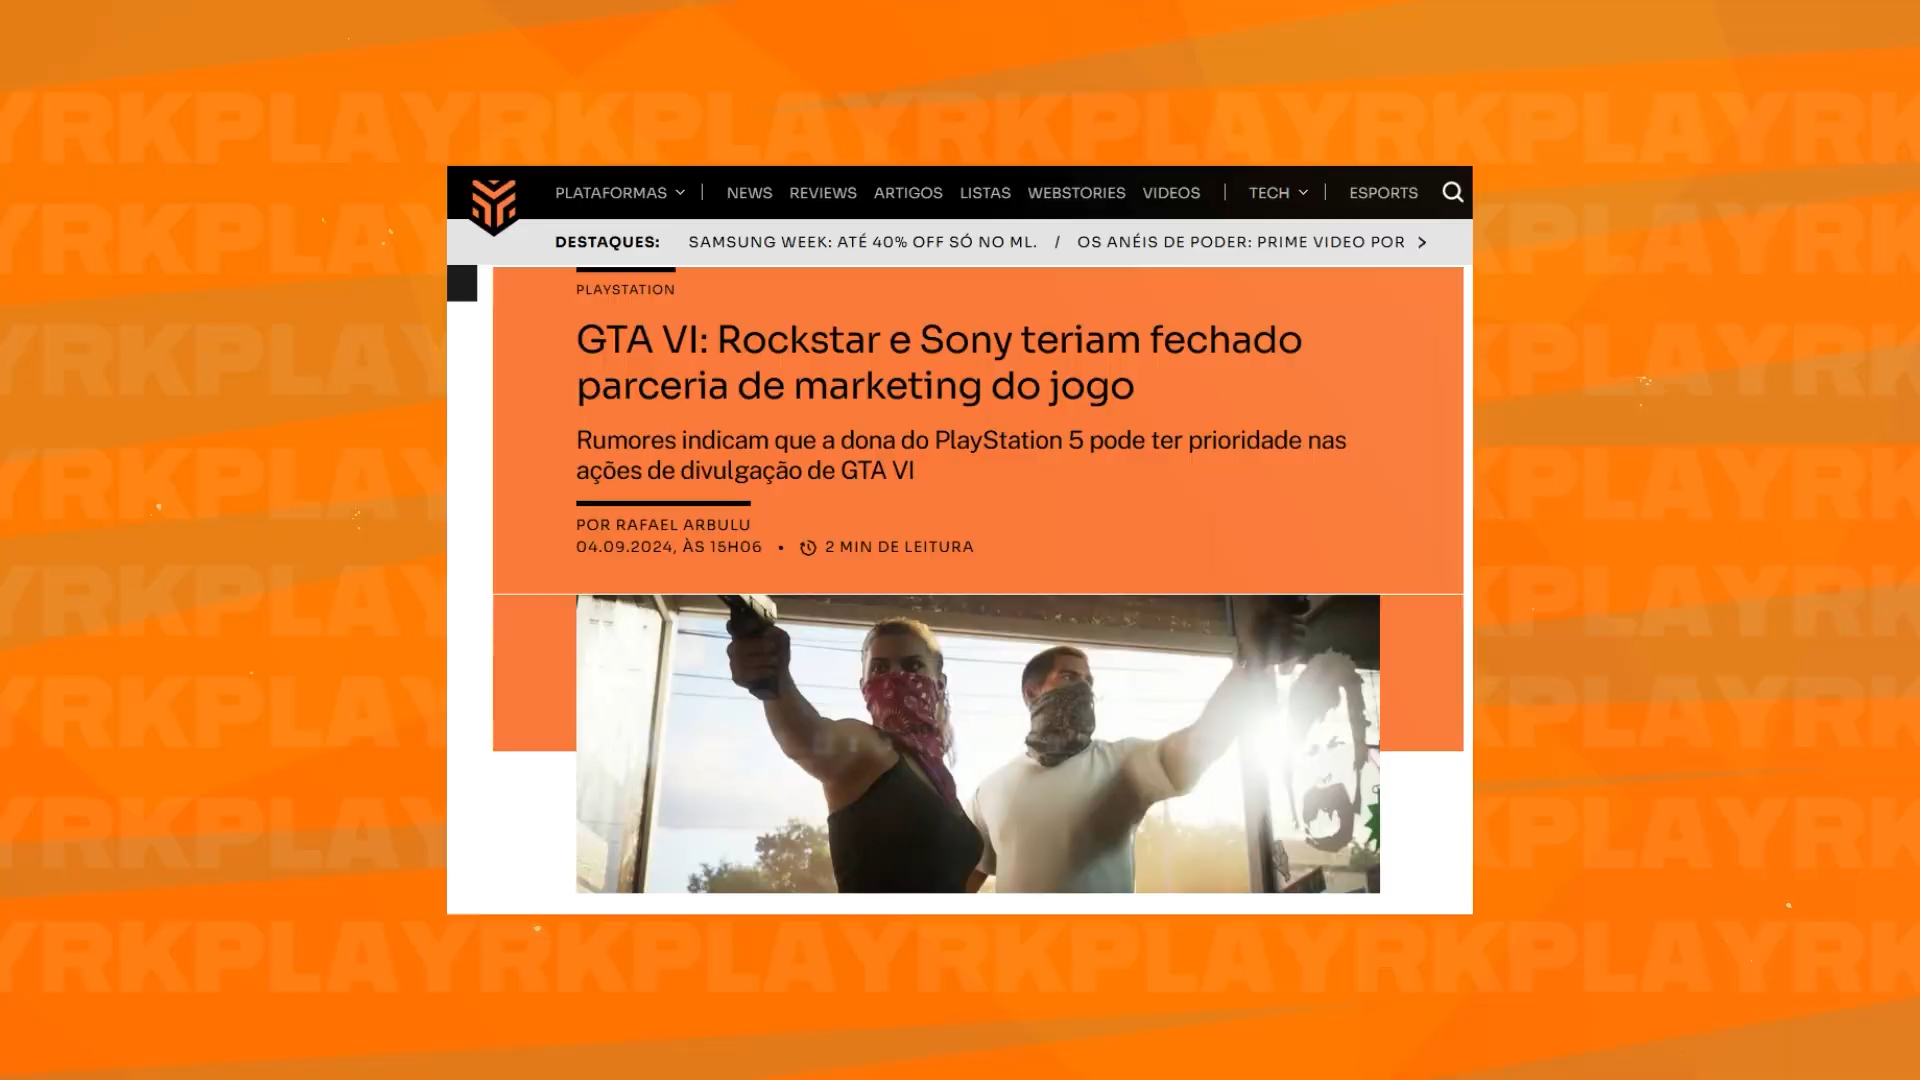 YRKPLAYRKPLAYRKPLAYRKPLAYRK
PLATAFORMAS | NEWS REVIEWS ARTIGOS LISTAS WEBSTORIES VIDEOS | TECH | ESPORTS
DESTAQUES: SAMSUNG WEEK: ATÉ 40% OFF SÓ NO ML. / OS ANÉIS DE PODER: PRIME VIDEO POR
PLAYSTATION
GTA VI: Rockstar e Sony teriam fechado
parceria de marketing do jogo
Rumores indicam que a dona do PlayStation 5 pode ter prioridade nas
ações de divulgação de GTA VI
POR RAFAEL ARBULU
04.09.2024, ÀS 15H06 • 2 MIN DE LEITURA
YRKPLAYRKPLAYRKPLAYRKPLAYRK